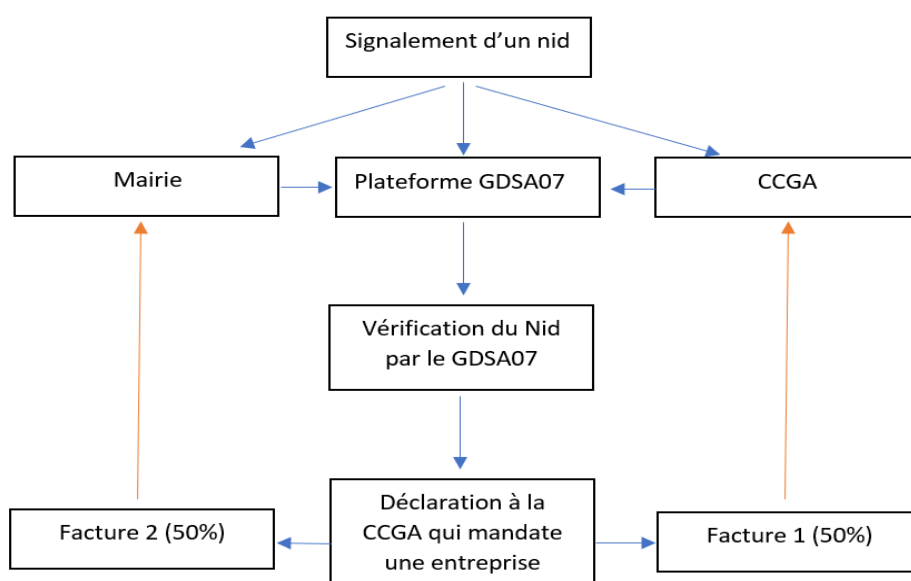 Signalement d’un nid
Mairie
Plateforme GDSA07
CCGA
Vérification du Nid
par le GDSA07
Facture 2 (50%)
Déclaration à la
CCGA qui mandate
une entreprise
Facture 1 (50%)